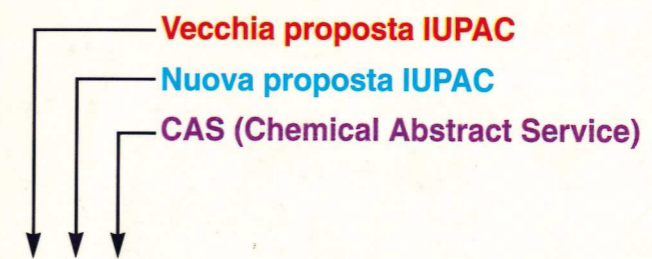 Vecchia proposta IUPAC
Nuova proposta IUPAC
CAS (Chemical Abstract Service)